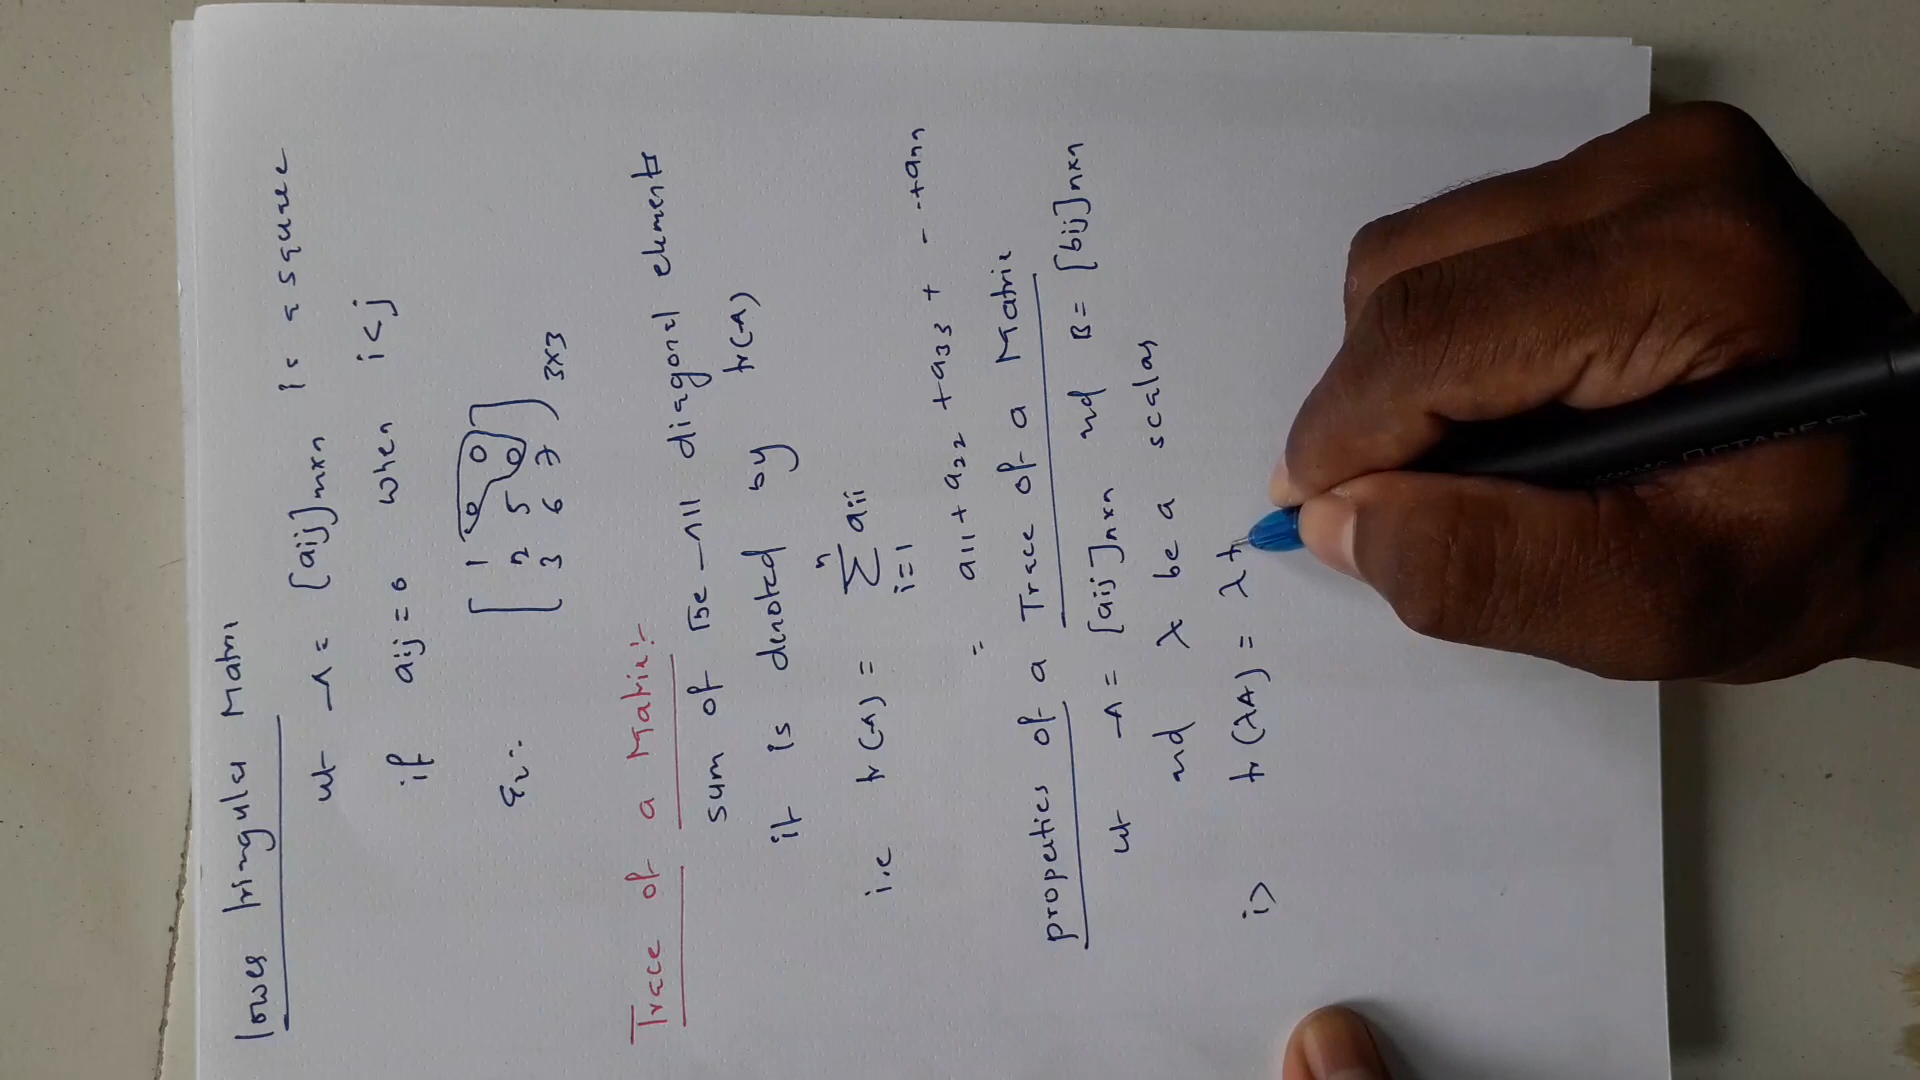 lower triangular Matrix
let A = [aij]mxn is a square
if aij = 0 when i<j
Ex:-
[ 1 0 0
2 5 0
3 6 7 ] 3x3
Trace of a Matrix:-
sum of the all diagonal elements
it is denoted by tr(A)
i.e tr(A) = n∑i=1 aii
= a11 + a22 + a33 + - - +ann
properties of a Trace of a Matrix
let A = [aij]nxn and B = [bij]nxn
and λ be a scalar
i> tr(λA) = λ t
OCTANE